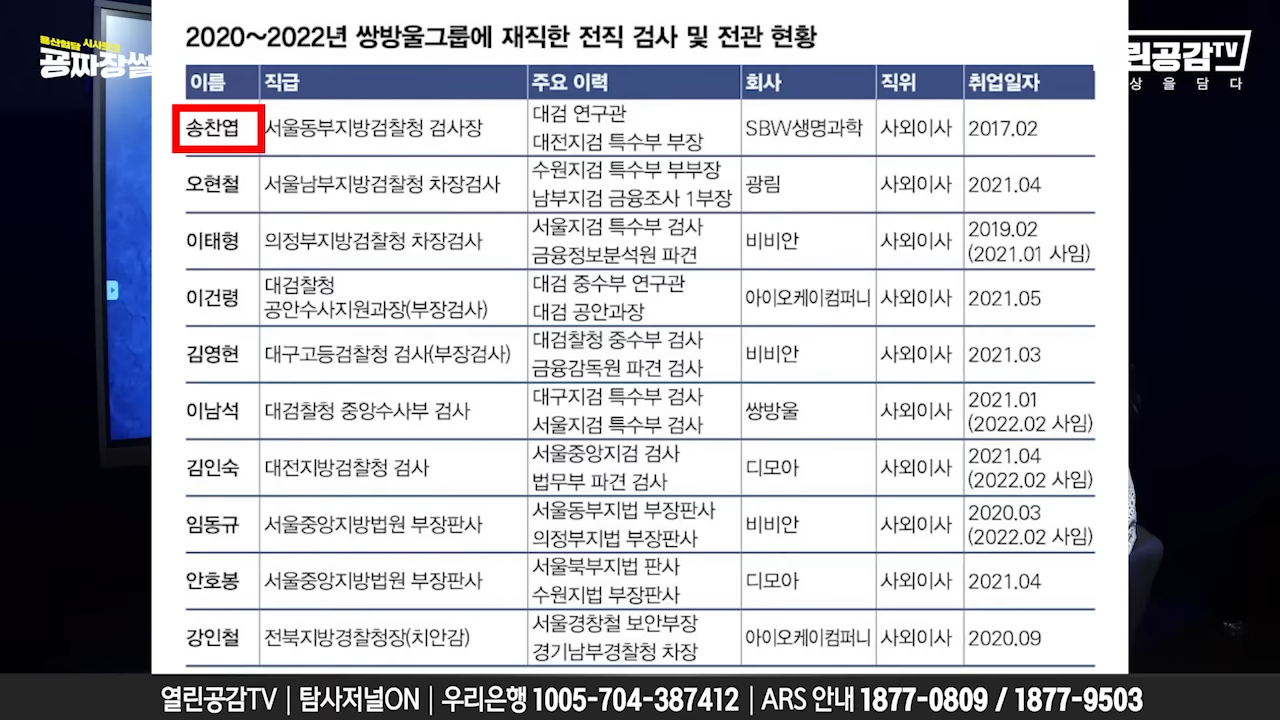 용산협달 시사만담
퐁짜장썰
열린공감TV
상을 담다
2020~2022년 쌍방울그룹에 재직한 전직 검사 및 전관 현황
이름 직급 주요 이력 회사 직위 취업일자
송찬엽 서울동부지방검찰청 검사장 대검 연구관 대전지검 특수부 부장 SBW생명과학 사외이사 2017.02
오현철 서울남부지방검찰청 차장검사 수원지검 특수부 부부장 남부지검 금융조사 1부장 광림 사외이사 2021.04
이태형 의정부지방검찰청 차장검사 서울지검 특수부 검사 금융정보분석원 파견 비비안 사외이사 2019.02 (2021.01 사임)
이건령 대검찰청 공안수사지원과장(부장검사) 대검 중수부 연구관 대검 공안과장 아이오케이컴퍼니 사외이사 2021.05
김영현 대구고등검찰청 검사(부장검사) 대검찰청 중수부 검사 금융감독원 파견 검사 비비안 사외이사 2021.03
이남석 대검찰청 중앙수사부 검사 대구지검 특수부 검사 서울지검 특수부 검사 쌍방울 사외이사 2021.01 (2022.02 사임)
김인숙 대전지방검찰청 검사 서울중앙지검 검사 법무부 파견 검사 디모아 사외이사 2021.04 (2022.02 사임)
임동규 서울중앙지방법원 부장판사 서울동부지법 부장판사 의정부지법 부장판사 비비안 사외이사 2020.03 (2022.02 사임)
안호봉 서울중앙지방법원 부장판사 서울북부지법 판사 수원지법 부장판사 디모아 사외이사 2021.04
강인철 전북지방경찰청장(치안감) 서울경창철 보안부장 경기남부경찰청 차장 아이오케이컴퍼니 사외이사 2020.09
열린공감TV | 탐사저널ON | 우리은행 1005-704-387412 | ARS 안내 1877-0809 / 1877-9503